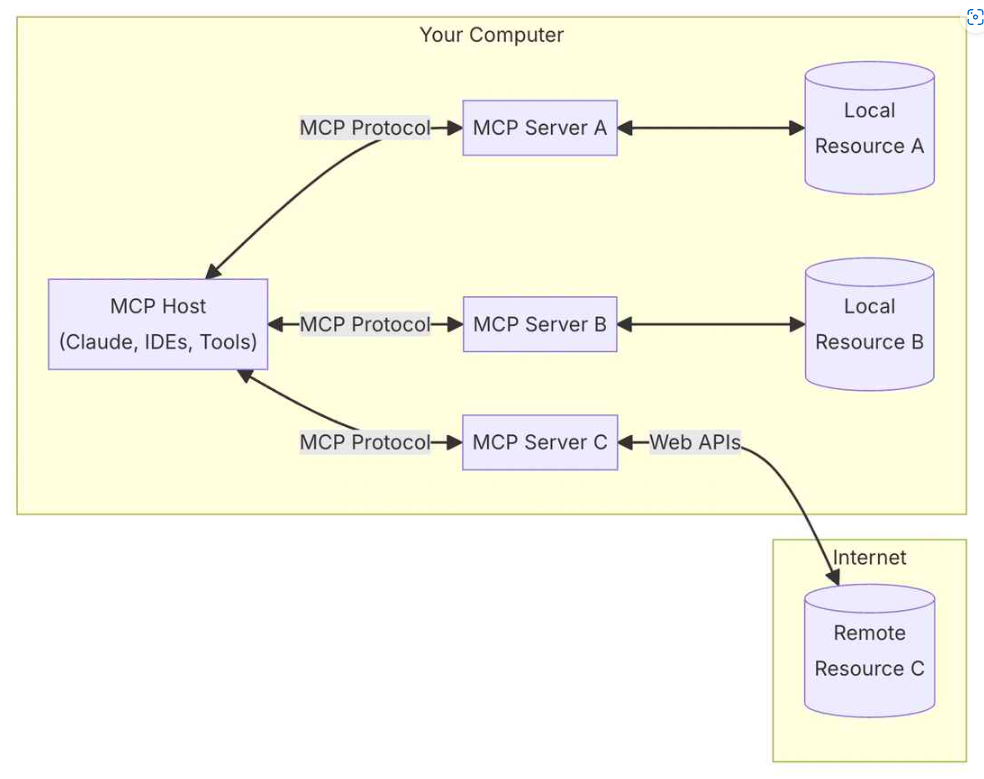 Your Computer
MCP Protocol
MCP Server A
Local
Resource A
MCP Host
(Claude, IDEs, Tools)
MCP Protocol
MCP Server B
Local
Resource B
MCP Protocol
MCP Server C
Web APIs
Internet
Remote
Resource C